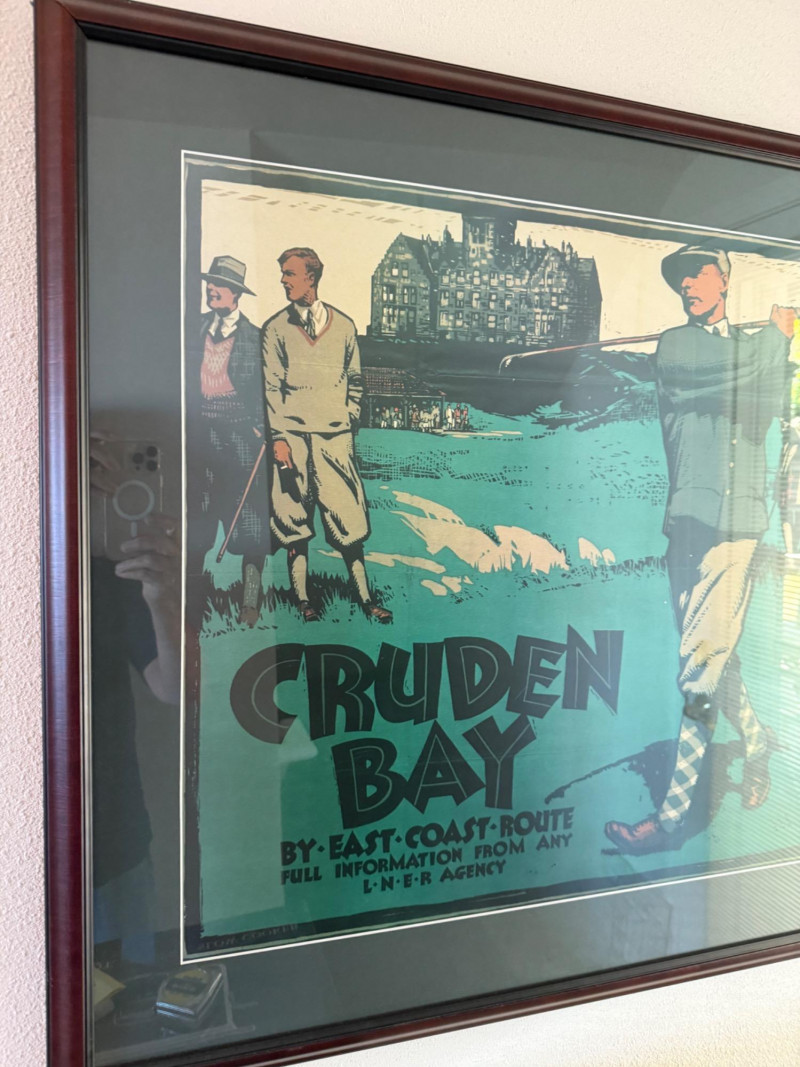 CRUDEN
BAY
BY·EAST·COAST·ROUTE
FULL INFORMATION FROM ANY
L·N·E·R AGENCY